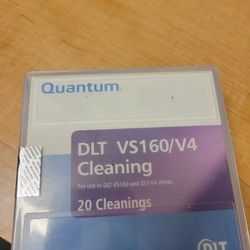 Quantum
DLT VS160/V4
Cleaning
For use in DLT VS160 and DLT-V4 drives.
20 Cleanings
DLT